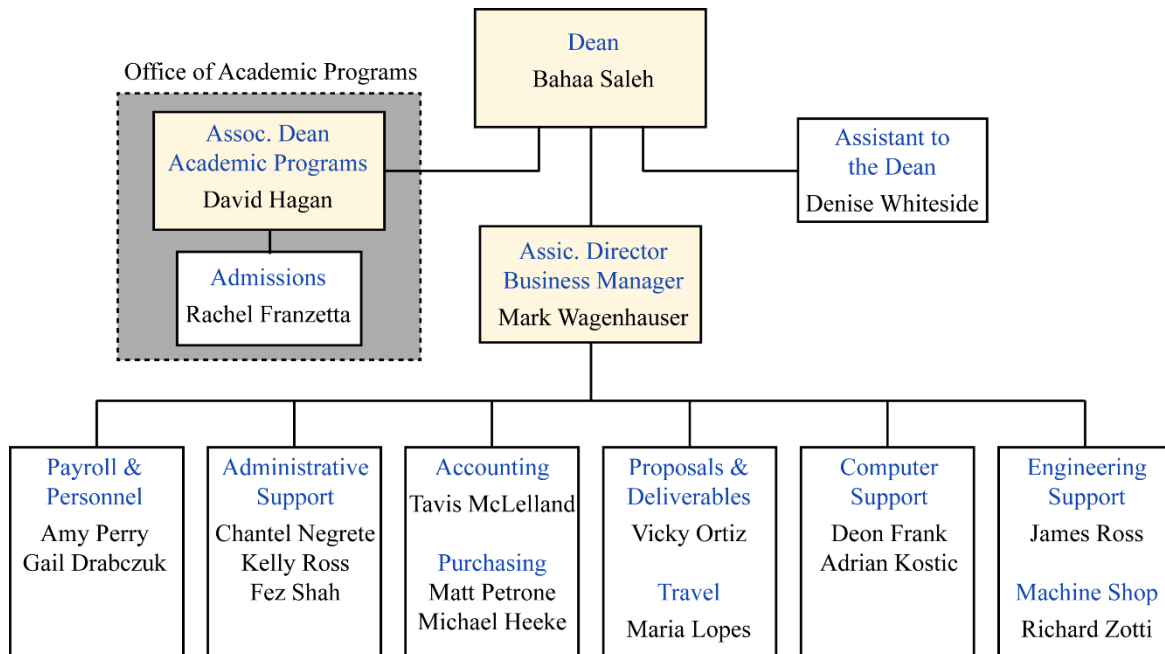 Dean
Bahaa Saleh
Office of Academic Programs
Assoc. Dean
Academic Programs
David Hagan
Admissions
Rachel Franzetta
Assistant to
the Dean
Denise Whiteside
Assic. Director
Business Manager
Mark Wagenhauser
Payroll &
Personnel
Amy Perry
Gail Drabczuk
Administrative
Support
Chantel Negrete
Kelly Ross
Fez Shah
Accounting
Tavis McLelland
Purchasing
Matt Petrone
Michael Heeke
Proposals &
Deliverables
Vicky Ortiz
Travel
Maria Lopes
Computer
Support
Deon Frank
Adrian Kostic
Engineering
Support
James Ross
Machine Shop
Richard Zotti